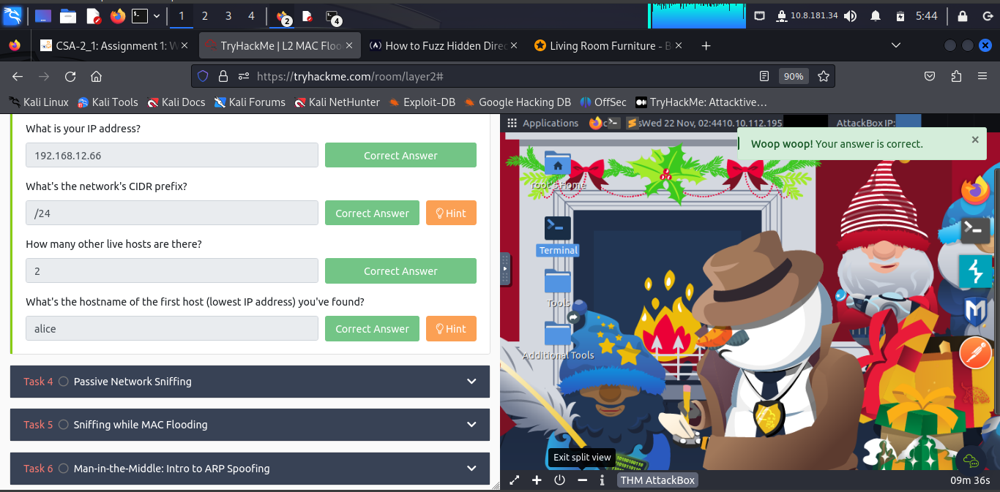 1 2 3 4 2 4 10.8.181.34 5:44
CSA-2_1: Assignment 1: W
TryHackMe | L2 MAC Floo
How to Fuzz Hidden Direc
Living Room Furniture - B
https://tryhackme.com/room/layer2# 90%
Kali Linux Kali Tools Kali Docs Kali Forums Kali NetHunter Exploit-DB Google Hacking DB OffSec TryHackMe: Attacktive…
What is your IP address?
192.168.12.66 Correct Answer
What's the network's CIDR prefix?
/24 Correct Answer Hint
How many other live hosts are there?
2 Correct Answer
What's the hostname of the first host (lowest IP address) you've found?
alice Correct Answer Hint
Task 4 Passive Network Sniffing
Task 5 Sniffing while MAC Flooding
Task 6 Man-in-the-Middle: Intro to ARP Spoofing
Applications Wed 22 Nov, 02:44 10.10.112.195 AttackBox IP:
Woop woop! Your answer is correct.
root's Home
Terminal
Tools
Additional Tools
Exit split view
THM AttackBox 09m 36s